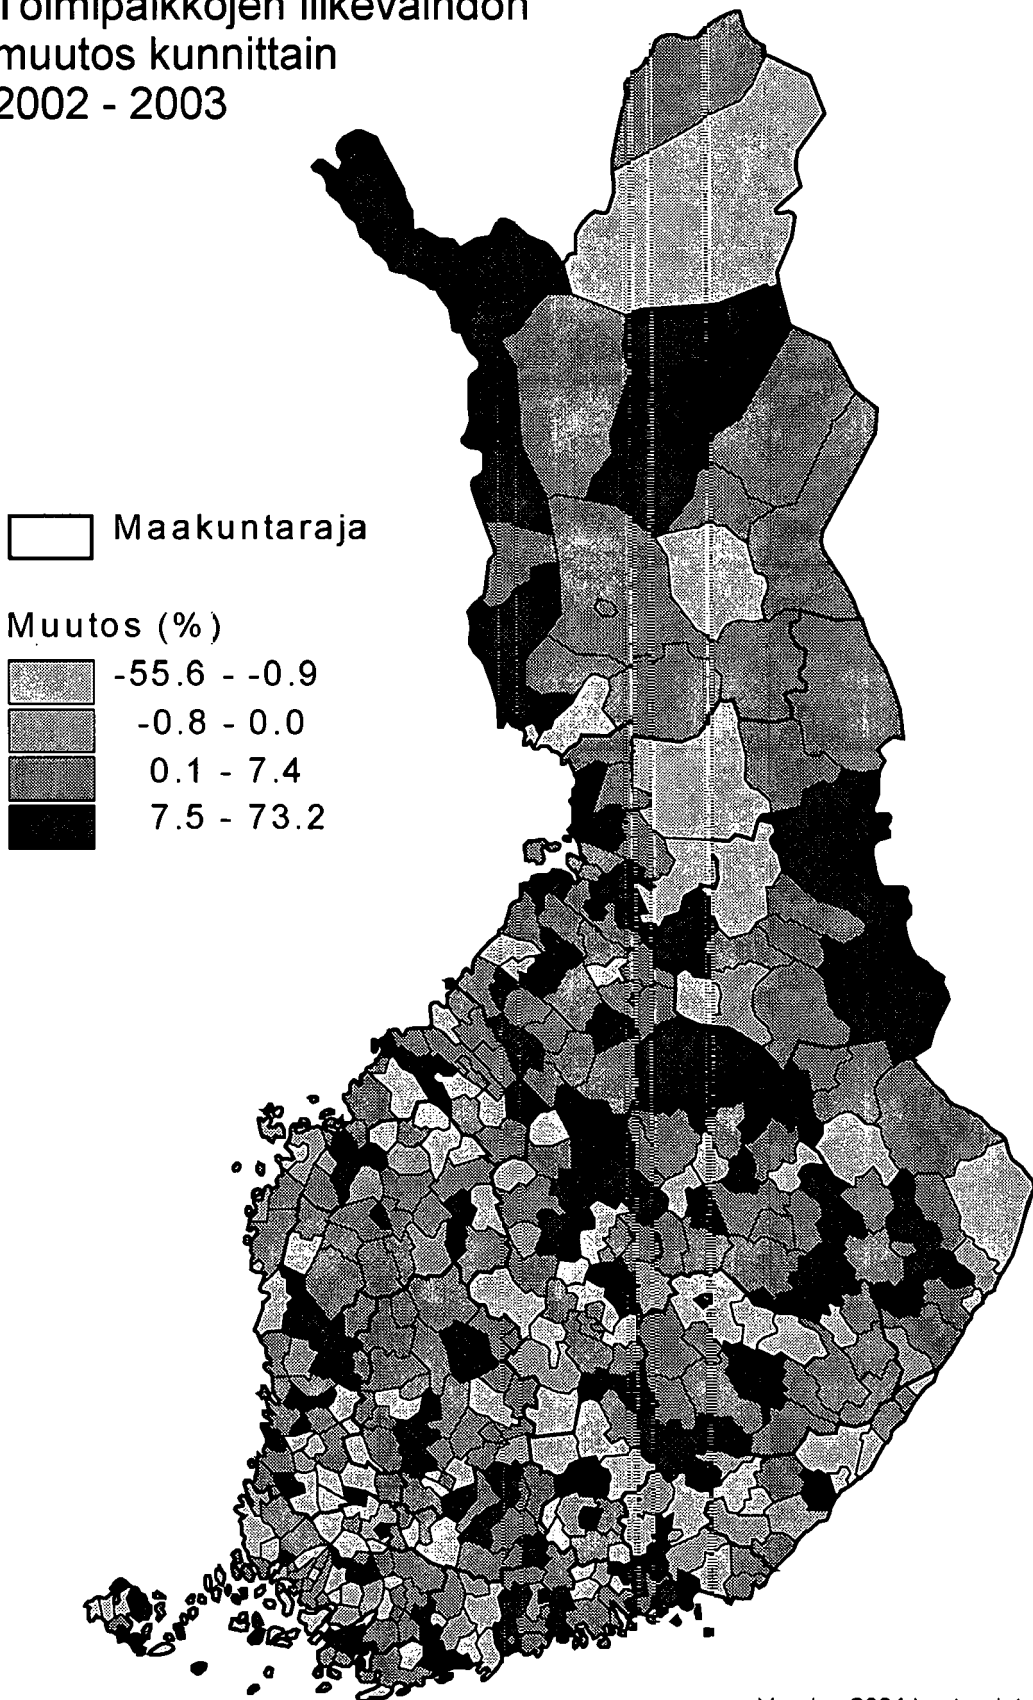 Toimipaikkojen liikevaihdon
muutos kunnittain
2002 - 2003
Maakuntaraja
Muutos (%)
-55.6 - -0.9
-0.8 - 0.0
0.1 - 7.4
7.5 - 73.2